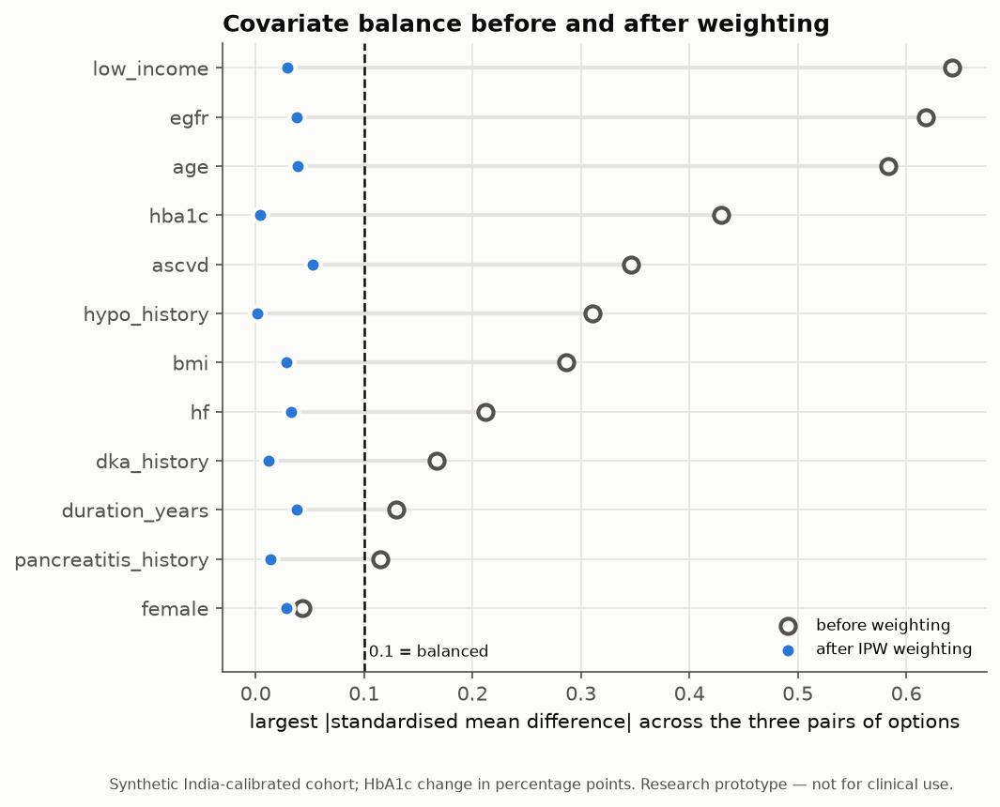 Covariate balance before and after weighting
low_income
egfr
age
hba1c
ascvd
hypo_history
bmi
hf
dka_history
duration_years
pancreatitis_history
female
before weighting
after IPW weighting
0.1 = balanced
0.0 0.1 0.2 0.3 0.4 0.5 0.6
largest |standardised mean difference| across the three pairs of options
Synthetic India-calibrated cohort; HbA1c change in percentage points. Research prototype — not for clinical use.